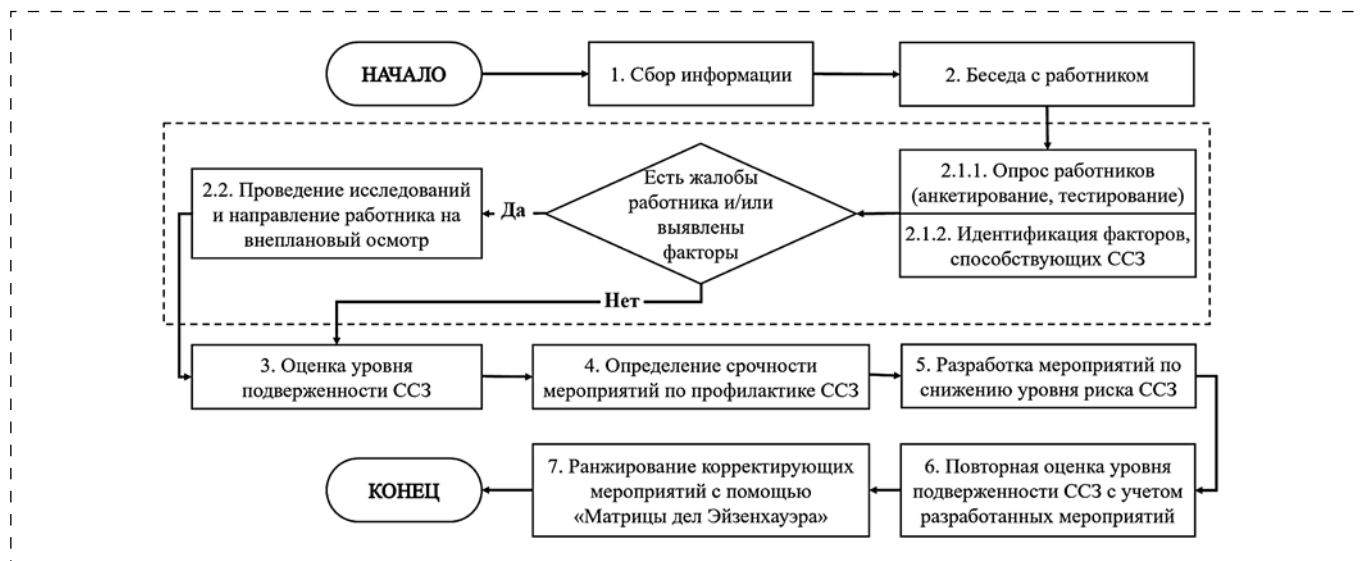 НАЧАЛО
1. Сбор информации
2. Беседа с работником
2.1.1. Опрос работников
(анкетирование, тестирование)
2.1.2. Идентификация факторов,
способствующих ССЗ
Есть жалобы
работника и/или
выявлены
факторы
Да
2.2. Проведение исследований
и направление работника на
внеплановый осмотр
Нет
3. Оценка уровня
подверженности ССЗ
4. Определение срочности
мероприятий по профилактике ССЗ
5. Разработка мероприятий по
снижению уровня риска ССЗ
6. Повторная оценка уровня
подверженности ССЗ с учетом
разработанных мероприятий
7. Ранжирование корректирующих
мероприятий с помощью
«Матрицы дел Эйзенхауэра»
КОНЕЦ